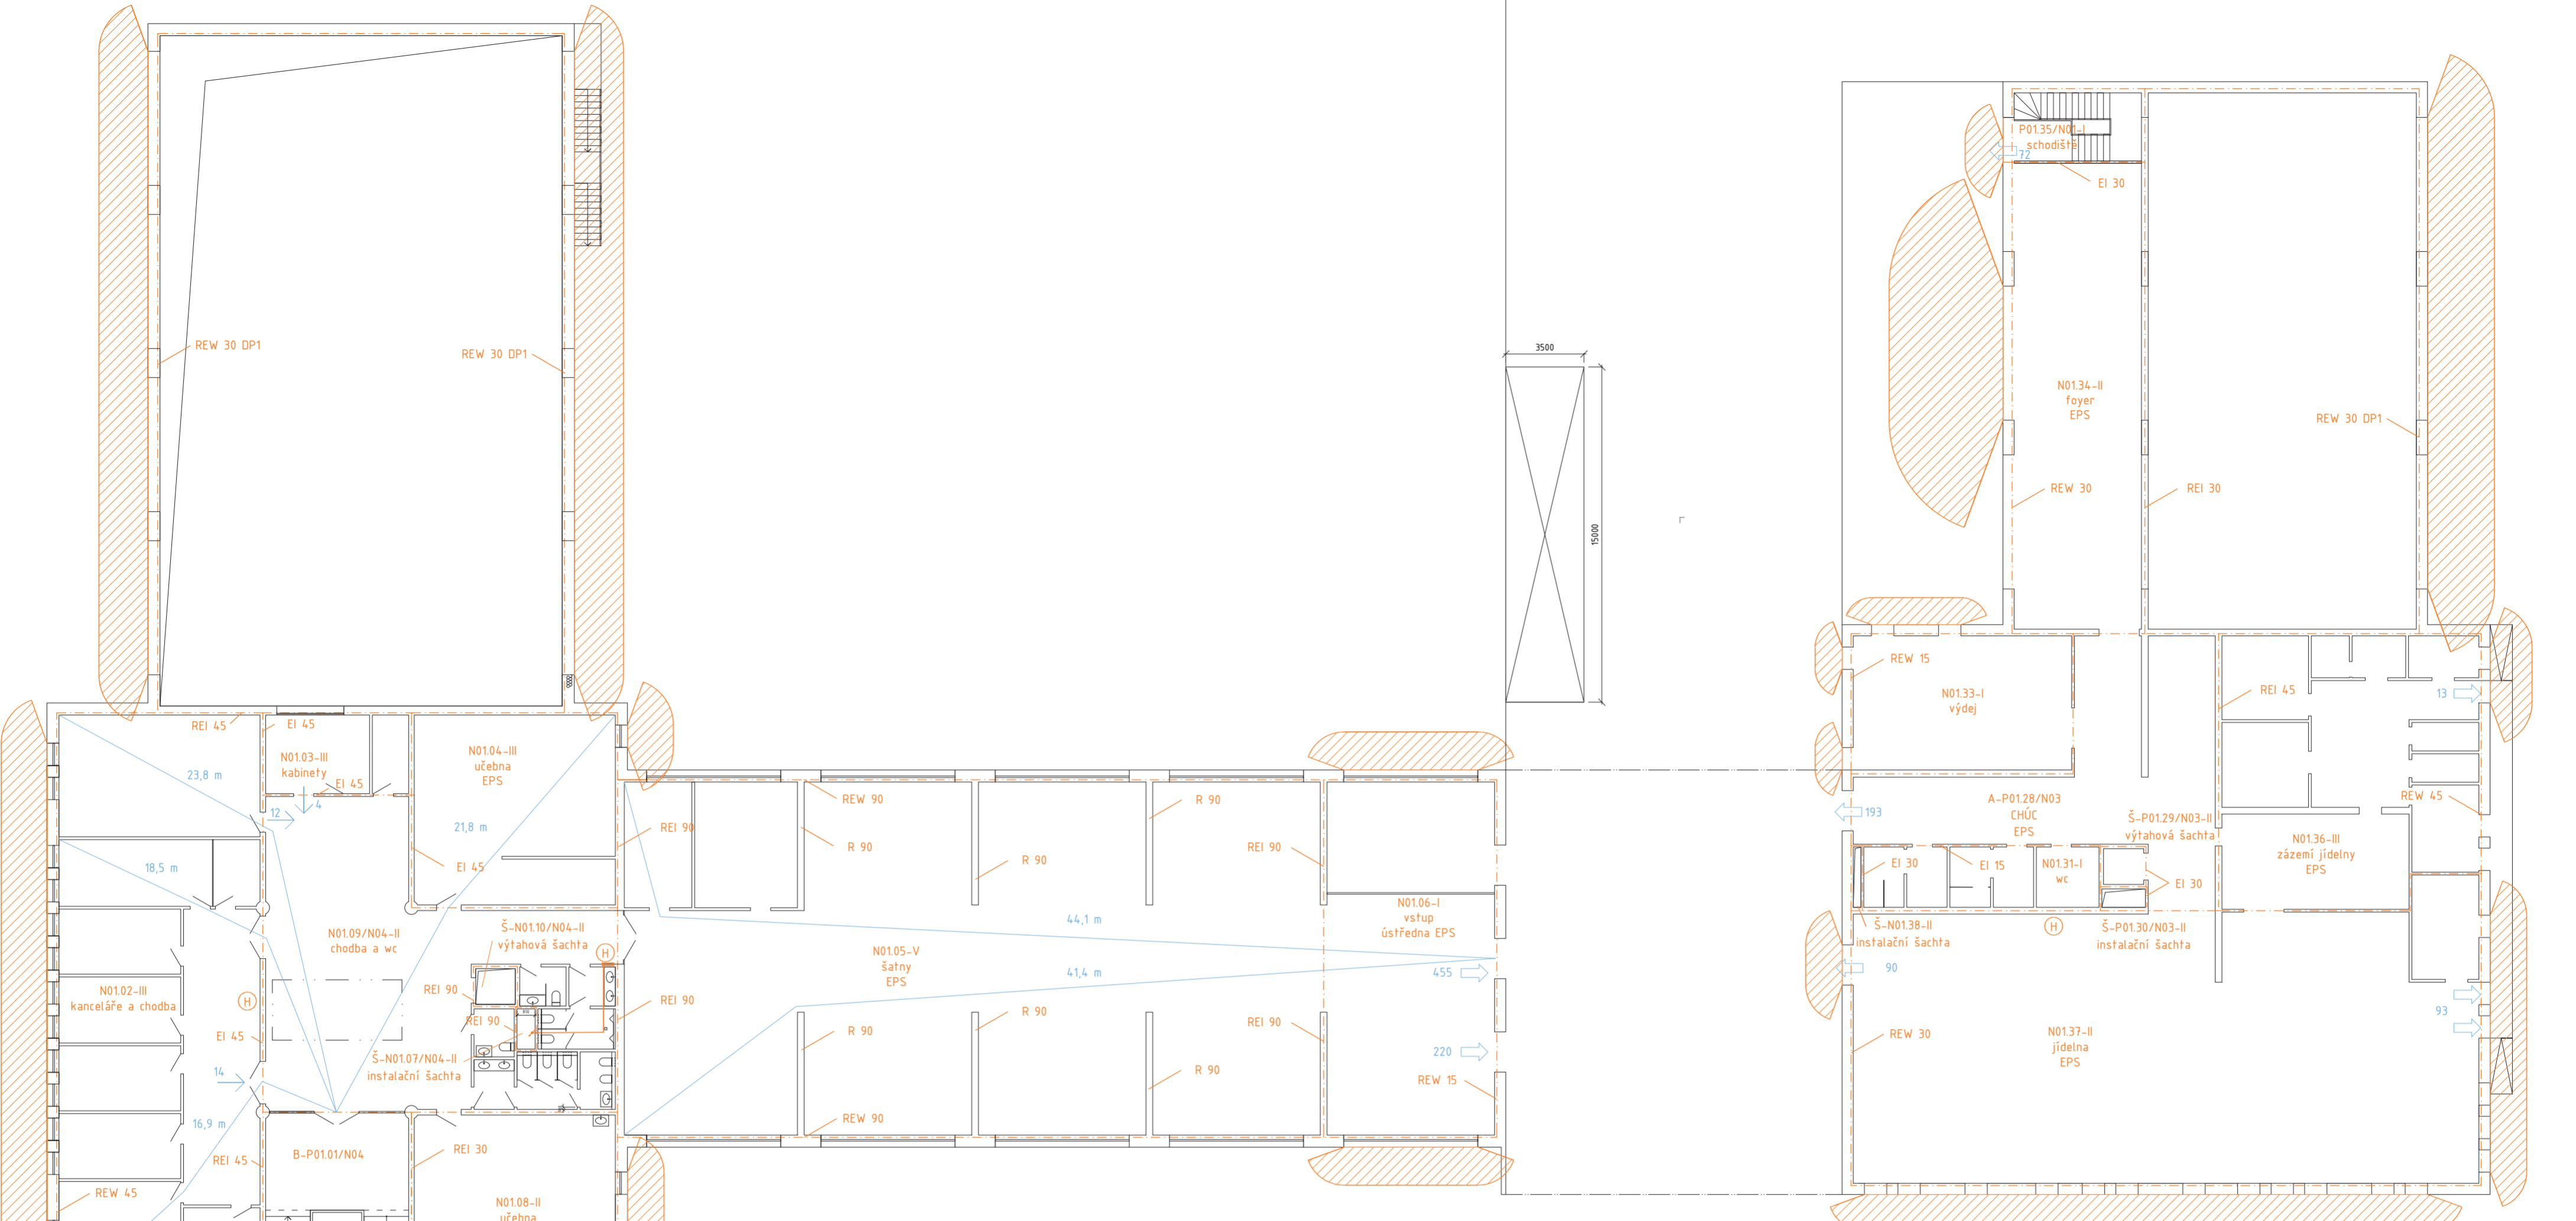 P01.35/N01-I
schodiště
72
EI 30
REW 30 DP1
REW 30 DP1
3500
15000
N01.34-II
foyer
EPS
REW 30 DP1
REW 30
REI 30
REW 15
N01.33-I
výdej
REI 45
13
REI 45
EI 45
N01.03-III
kabinety
EI 45
4
12
23,8 m
N01.04-III
učebna
EPS
21,8 m
EI 45
18,5 m
REI 90
REW 90
R 90
R 90
R 90
REI 90
44,1 m
N01.06-I
vstup
ústředna EPS
193
A-P01.28/N03
CHÚC
EPS
Š-P01.29/N03-II
výtahová šachta
REW 45
N01.36-III
zázemí jídelny
EPS
EI 30
EI 15
N01.31-I
wc
EI 30
H
Š-N01.38-II
instalační šachta
Š-P01.30/N03-II
instalační šachta
90
N01.09/N04-II
chodba a wc
Š-N01.10/N04-II
výtahová šachta
H
N01.05-V
šatny
EPS
41,4 m
455
N01.02-III
kanceláře a chodba
H
REI 90
REI 90
REI 90
R 90
R 90
R 90
REI 90
220
REW 15
93
N01.37-II
jídelna
EPS
REW 30
EI 45
Š-N01.07/N04-II
instalační šachta
14
16,9 m
REW 90
REI 45
B-P01.01/N04
REI 30
REW 45
N01.08-II
učebna